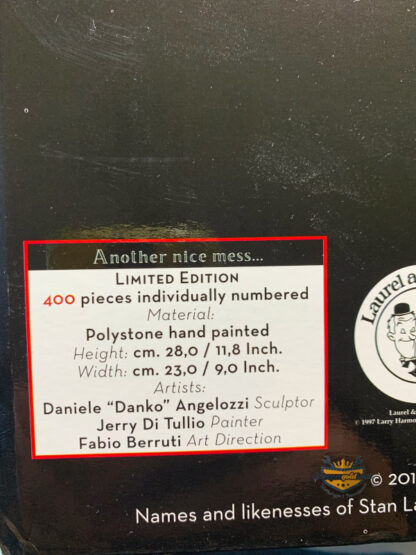 Another nice mess...
LIMITED EDITION
400 pieces individually numbered
Material:
Polystone hand painted
Height: cm. 28,0 / 11,8 Inch.
Width: cm. 23,0 / 9,0 Inch.
Artists:
Daniele "Danko" Angelozzi Sculptor
Jerry Di Tullio Painter
Fabio Berruti Art Direction
Laurel a
Laurel &
© 1997 Larry Harmo
gold
© 201
Names and likenesses of Stan La